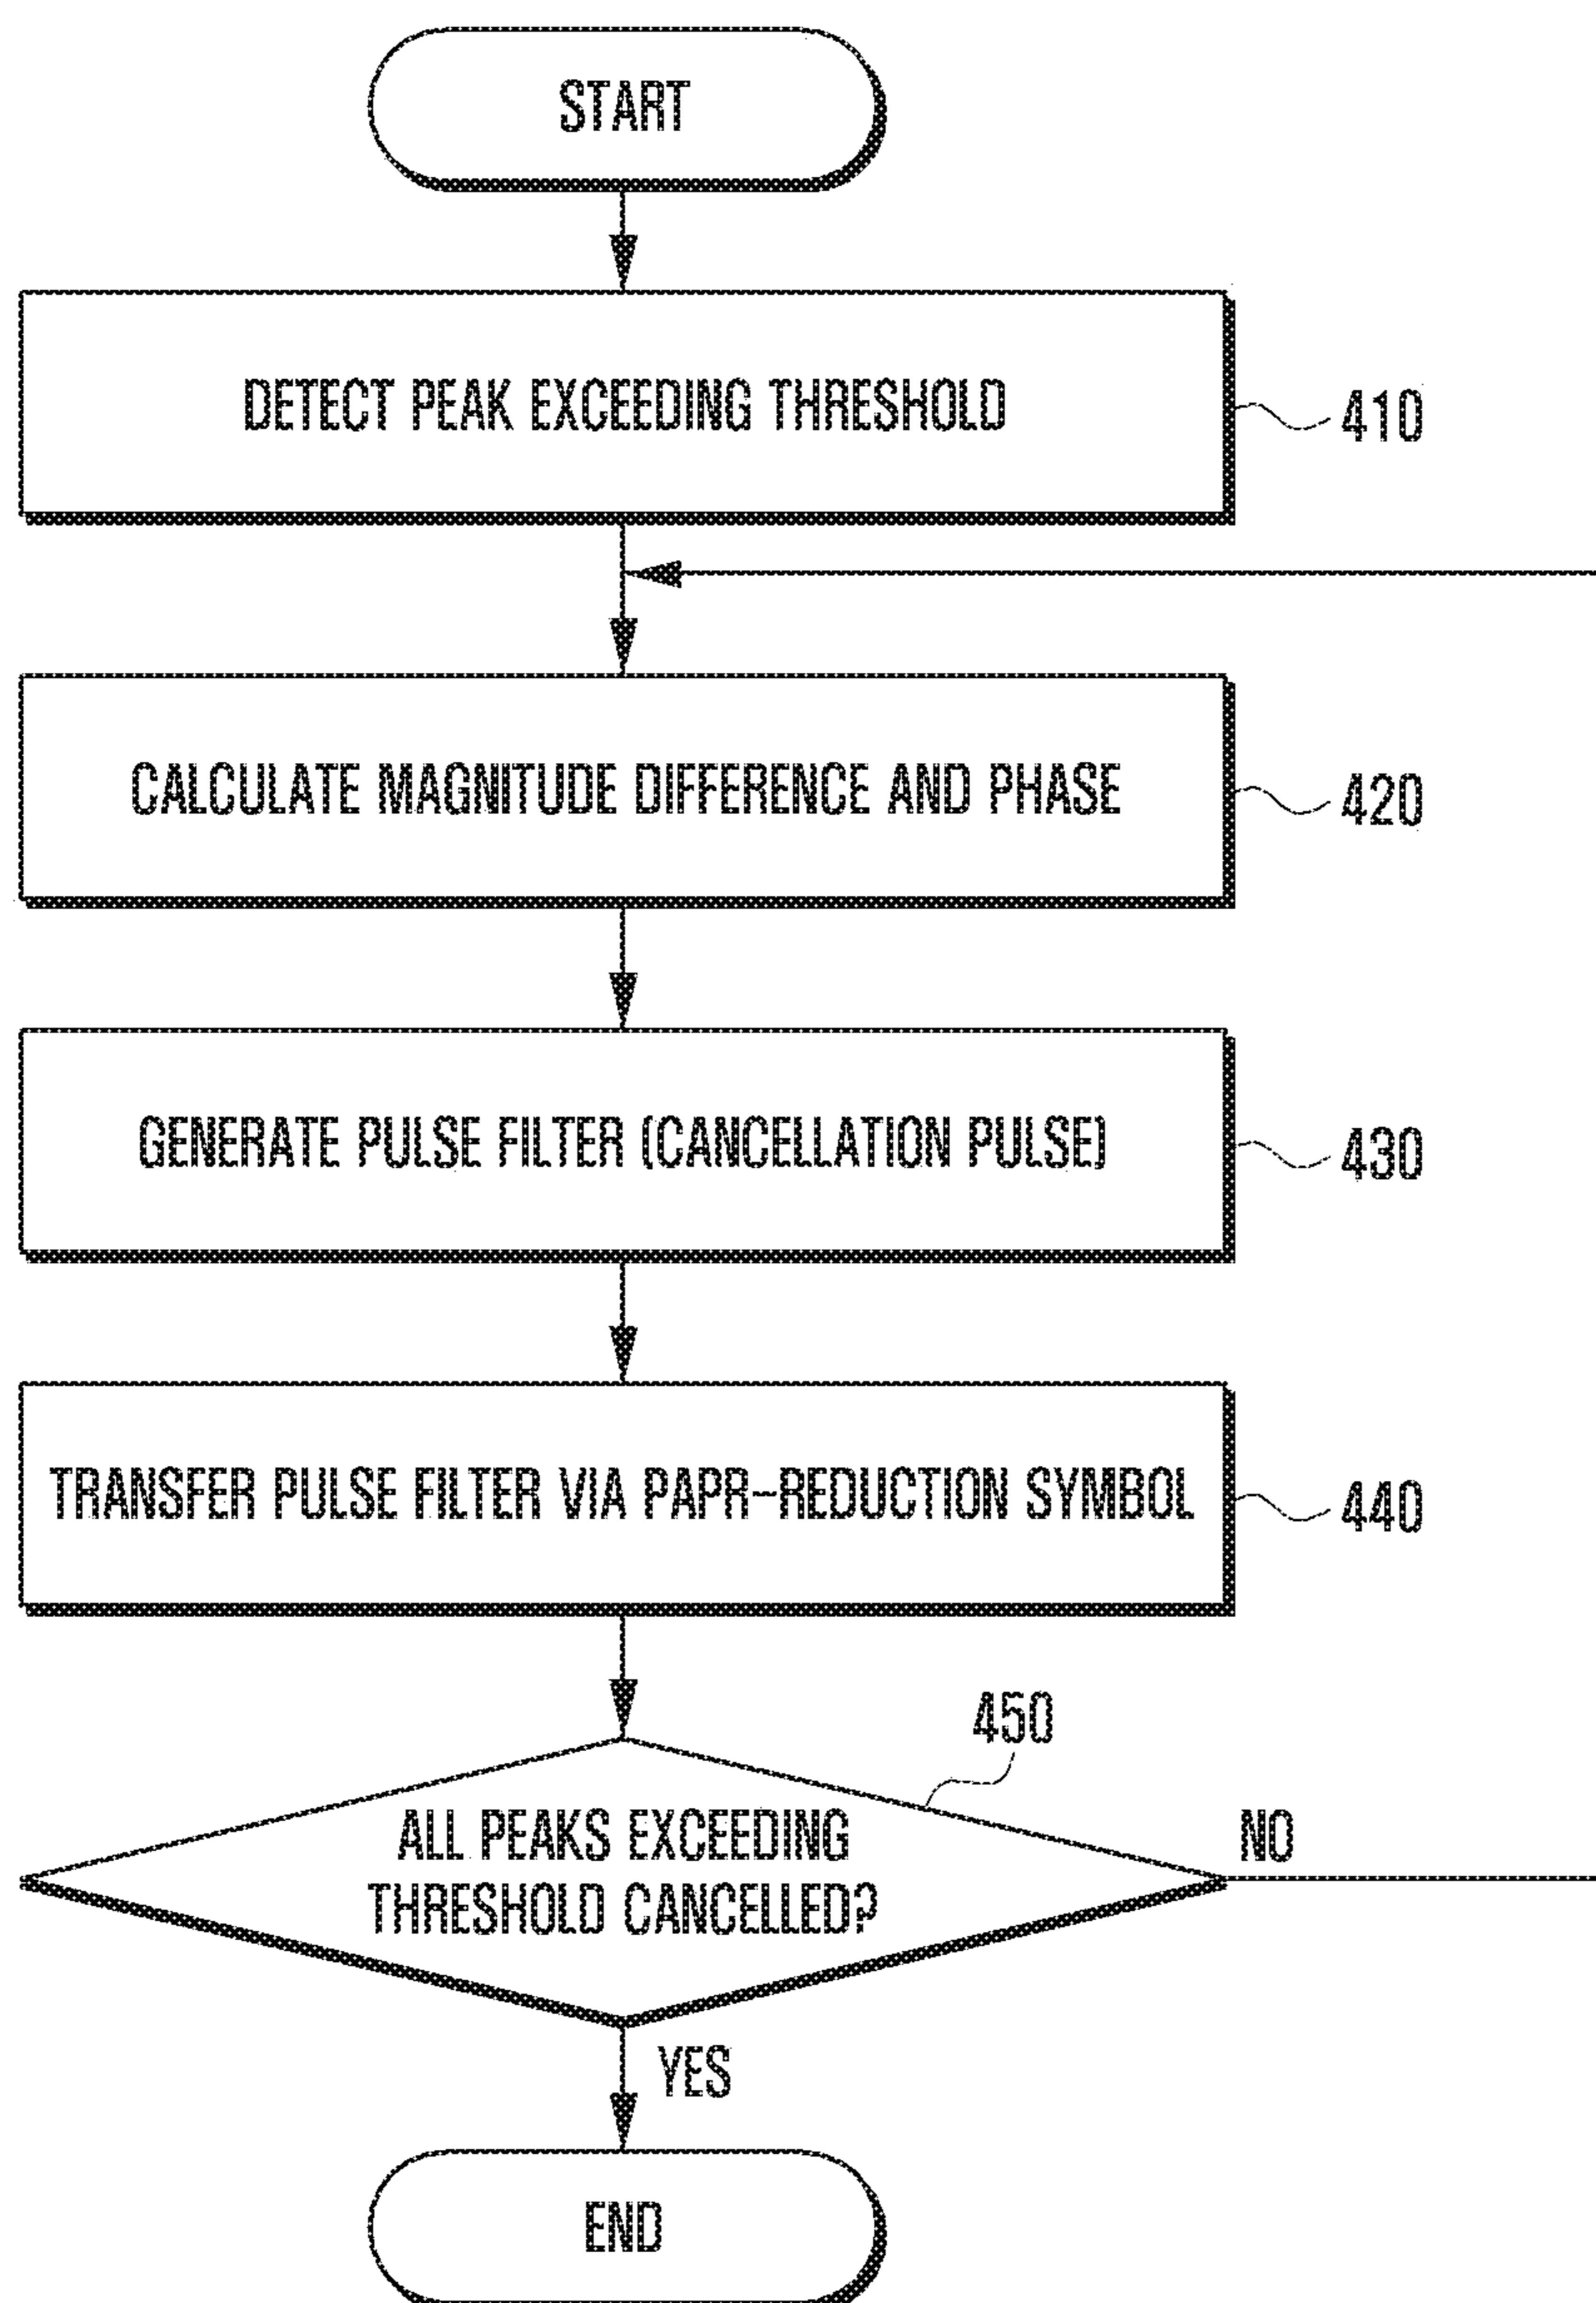 START
DETECT PEAK EXCEEDING THRESHOLD
410
CALCULATE MAGNITUDE DIFFERENCE AND PHASE
420
GENERATE PULSE FILTER (CANCELLATION PULSE)
430
TRANSFER PULSE FILTER VIA PAPR-REDUCTION SYMBOL
440
450
ALL PEAKS EXCEEDING
THRESHOLD CANCELLED?
NO
YES
END